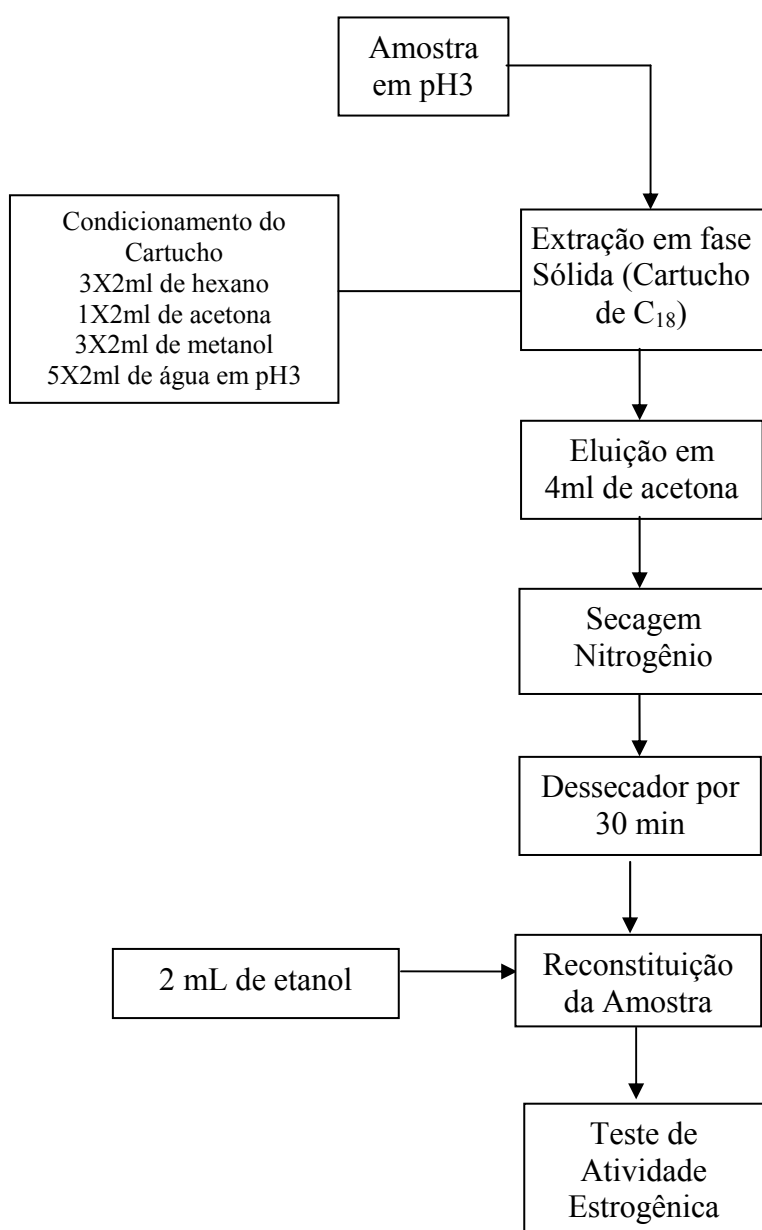 Amostra
em pH3
Condicionamento do
Cartucho
3X2ml de hexano
1X2ml de acetona
3X2ml de metanol
5X2ml de água em pH3
Extração em fase
Sólida (Cartucho
de C₁₈)
Eluição em
4ml de acetona
Secagem
Nitrogênio
Dessecador por
30 min
2 mL de etanol
Reconstituição
da Amostra
Teste de
Atividade
Estrogênica